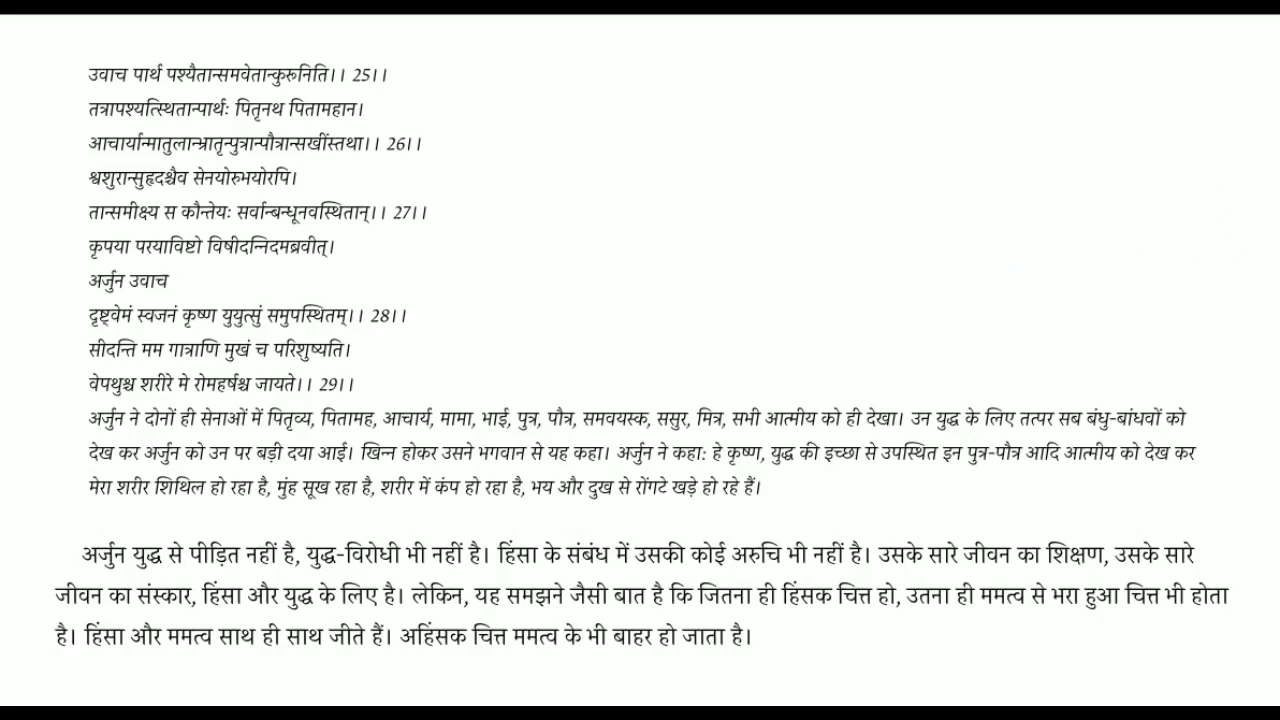 उवाच पार्थ पश्यैतान्समवेतान्कुरूनिति।। 25।।
तत्रापश्यत्स्थितान्पार्थः पितृनथ पितामहान।
आचार्यान्मातुलान्भ्रातृन्पुत्रान्पौत्रान्सखींस्तथा।। 26।।
श्वशुरान्सुहृदश्चैव सेनयोरुभयोरपि।
तान्समीक्ष्य स कौन्तेयः सर्वान्बन्धूनवस्थितान्।। 27।।
कृपया परयाविष्टो विषीदन्निदमब्रवीत्।
अर्जुन उवाच
दृष्ट्वेमं स्वजनं कृष्ण युयुत्सुं समुपस्थितम्।। 28।।
सीदन्ति मम गात्राणि मुखं च परिशुष्यति।
वेपथुश्च शरीरे मे रोमहर्षश्च जायते।। 29।।
अर्जुन ने दोनों ही सेनाओं में पितृव्य, पितामह, आचार्य, मामा, भाई, पुत्र, पौत्र, समवयस्क, ससुर, मित्र, सभी आत्मीय को ही देखा। उन युद्ध के लिए तत्पर सब बंधु-बांधवों को
देख कर अर्जुन को उन पर बड़ी दया आई। खिन्न होकर उसने भगवान से यह कहा। अर्जुन ने कहा: हे कृष्ण, युद्ध की इच्छा से उपस्थित इन पुत्र-पौत्र आदि आत्मीय को देख कर
मेरा शरीर शिथिल हो रहा है, मुंह सूख रहा है, शरीर में कंप हो रहा है, भय और दुख से रोंगटे खड़े हो रहे हैं।
अर्जुन युद्ध से पीड़ित नहीं है, युद्ध-विरोधी भी नहीं है। हिंसा के संबंध में उसकी कोई अरुचि भी नहीं है। उसके सारे जीवन का शिक्षण, उसके सारे
जीवन का संस्कार, हिंसा और युद्ध के लिए है। लेकिन, यह समझने जैसी बात है कि जितना ही हिंसक चित्त हो, उतना ही ममत्व से भरा हुआ चित्त भी होता
है। हिंसा और ममत्व साथ ही साथ जीते हैं। अहिंसक चित्त ममत्व के भी बाहर हो जाता है।